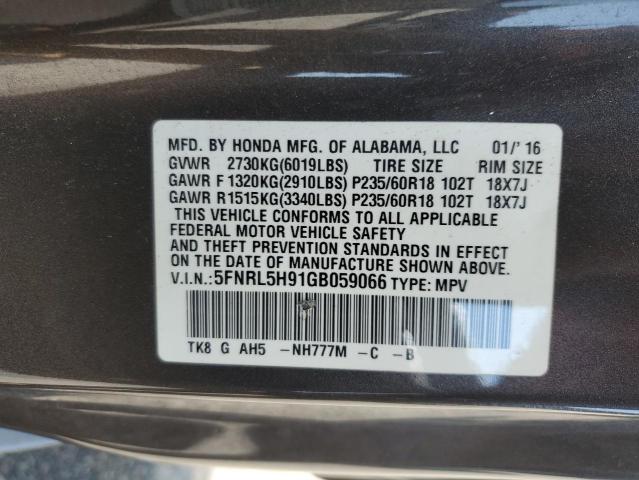 MFD. BY HONDA MFG. OF ALABAMA, LLC 01/'16
GVWR 2730KG(6019LBS) TIRE SIZE RIM SIZE
GAWR F1320KG(2910LBS) P235/60R18 102T 18X7J
GAWR R1515KG(3340LBS) P235/60R18 102T 18X7J
THIS VEHICLE CONFORMS TO ALL APPLICABLE
FEDERAL MOTOR VEHICLE SAFETY
AND THEFT PREVENTION STANDARDS IN EFFECT
ON THE DATE OF MANUFACTURE SHOWN ABOVE.
V.I.N.:5FNRL5H91GB059066 TYPE: MPV
TK8 G AH5 -NH777M -C -B